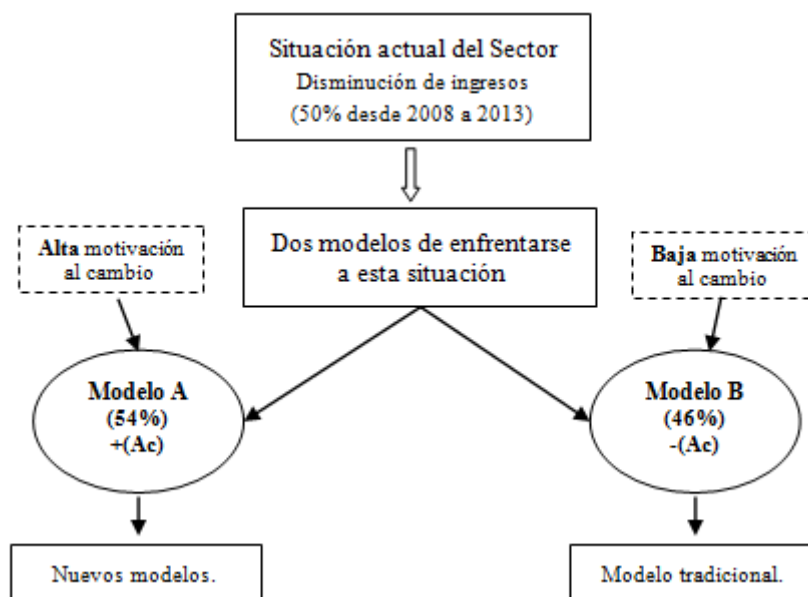 Situación actual del Sector
Disminución de ingresos
(50% desde 2008 a 2013)
Dos modelos de enfrentarse
a esta situación
Alta motivación
al cambio
Baja motivación
al cambio
Modelo A
(54%)
+(Ac)
Modelo B
(46%)
-(Ac)
Nuevos modelos.
Modelo tradicional.